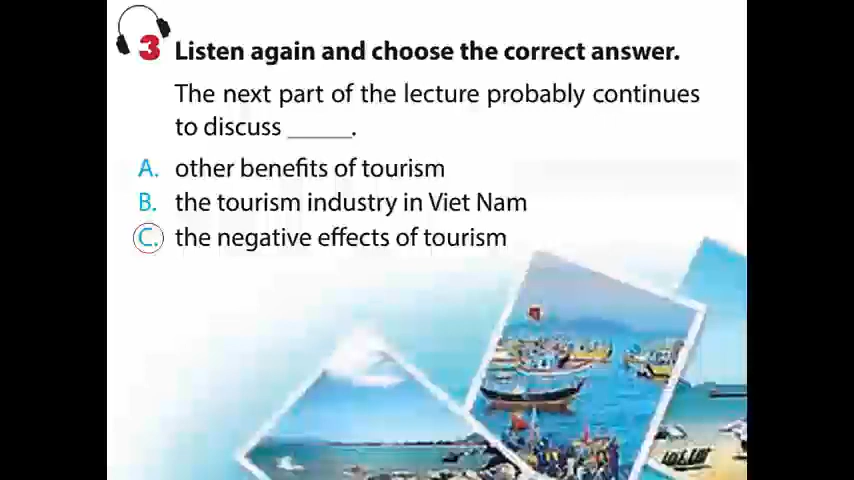 3 Listen again and choose the correct answer.
The next part of the lecture probably continues
to discuss _____.
A. other benefits of tourism
B. the tourism industry in Viet Nam
C. the negative effects of tourism